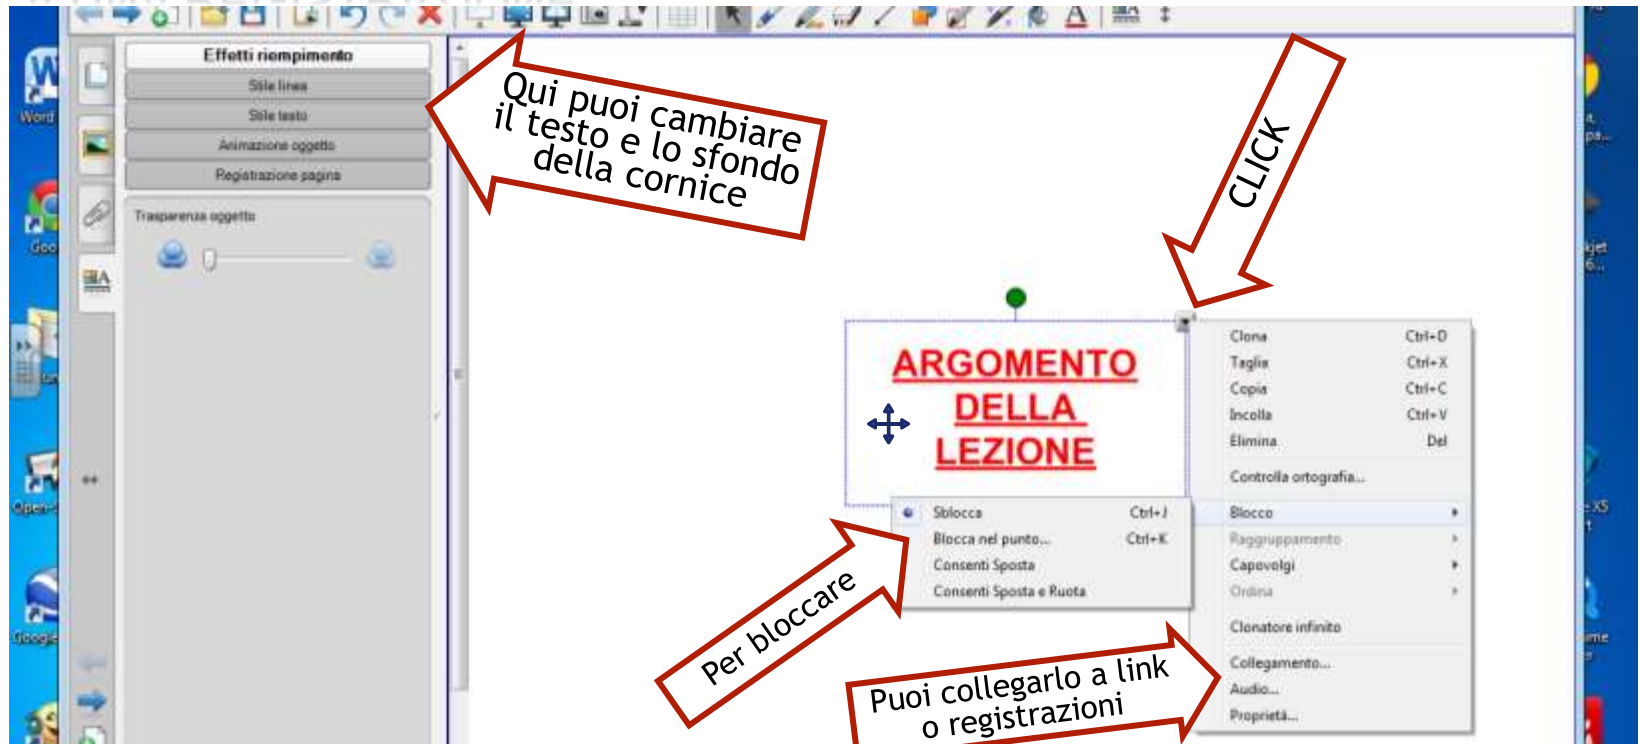 Effetti riempimento
Stile linea
Stile testo
Animazione oggetto
Registrazione pagina
Trasparenza oggetto
Qui puoi cambiare
il testo e lo sfondo
della cornice
CLICK
ARGOMENTO
DELLA
LEZIONE
Clona Ctrl+D
Taglia Ctrl+X
Copia Ctrl+C
Incolla Ctrl+V
Elimina Del
Controlla ortografia...
Blocco
Raggruppamento
Capovolgi
Ordina
Clonatore infinito
Collegamento...
Audio...
Proprietà...
Sblocca Ctrl+J
Blocca nel punto... Ctrl+K
Consenti Sposta
Consenti Sposta e Ruota
Per bloccare
Puoi collegarlo a link
o registrazioni
Word
Goo
Open-
Google